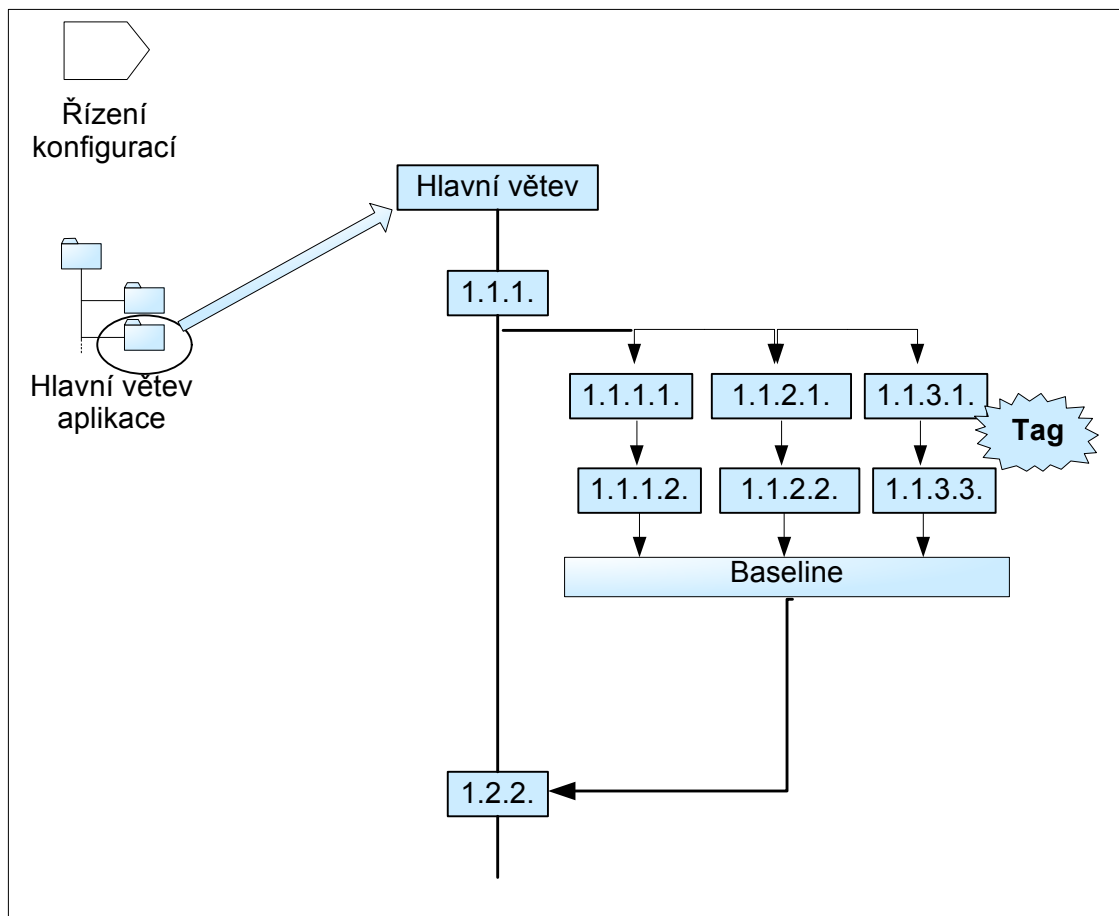 Řízení
konfigurací
Hlavní větev
1.1.1.
Hlavní větev
aplikace
1.1.1.1.
1.1.2.1.
1.1.3.1.
Tag
1.1.1.2.
1.1.2.2.
1.1.3.3.
Baseline
1.2.2.